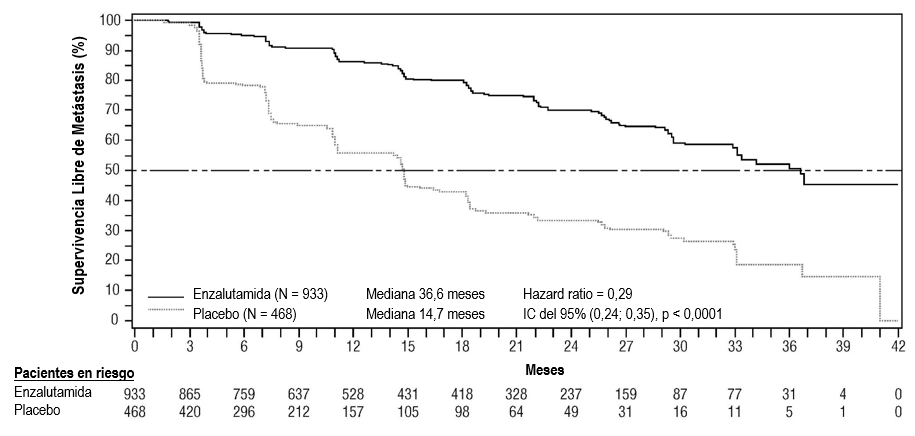 Supervivencia Libre de Metástasis (%)
100
90
80
70
60
50
40
30
20
10
0
Enzalutamida (N = 933) Mediana 36,6 meses Hazard ratio = 0,29
Placebo (N = 468) Mediana 14,7 meses IC del 95% (0,24; 0,35), p < 0,0001
0 3 6 9 12 15 18 21 24 27 30 33 36 39 42
Meses
Pacientes en riesgo
Enzalutamida 933 865 759 637 528 431 418 328 237 159 87 77 31 4 0
Placebo 468 420 296 212 157 105 98 64 49 31 16 11 5 1 0